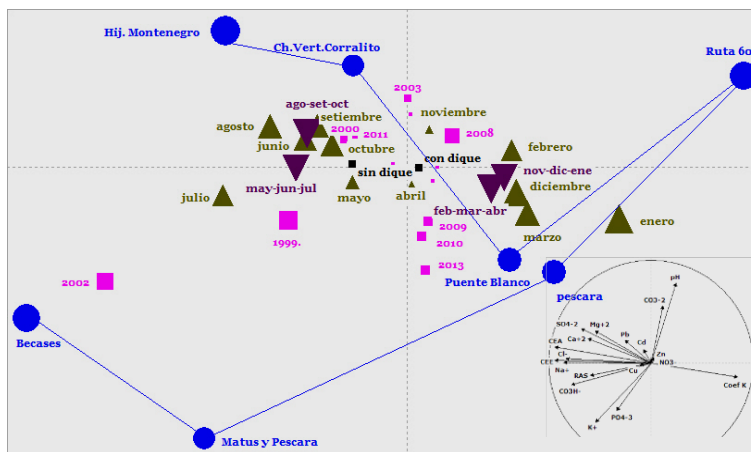 Hij. Montenegro
Ch.Vert.Corralito
Ruta 60
2003
ago-set-oct
noviembre
setiembre
agosto
2000
2011
2008
junio
octubre
febrero
con dique
sin dique
nov-dic-ene
may-jun-jul
diciembre
julio
mayo
abril
feb-mar-abr
enero
1999.
2009
marzo
2010
2013
2002
Puente Blanco
pescara
Becases
Matus y Pescara
pH
CO3-2
SO4-2
Mg+2
Pb
CEA
Ca+2
Cd
Cl-
Zn
CEE
NO3-
Na+
Cu
RAS
CO3H-
Coef K
PO4-3
K+